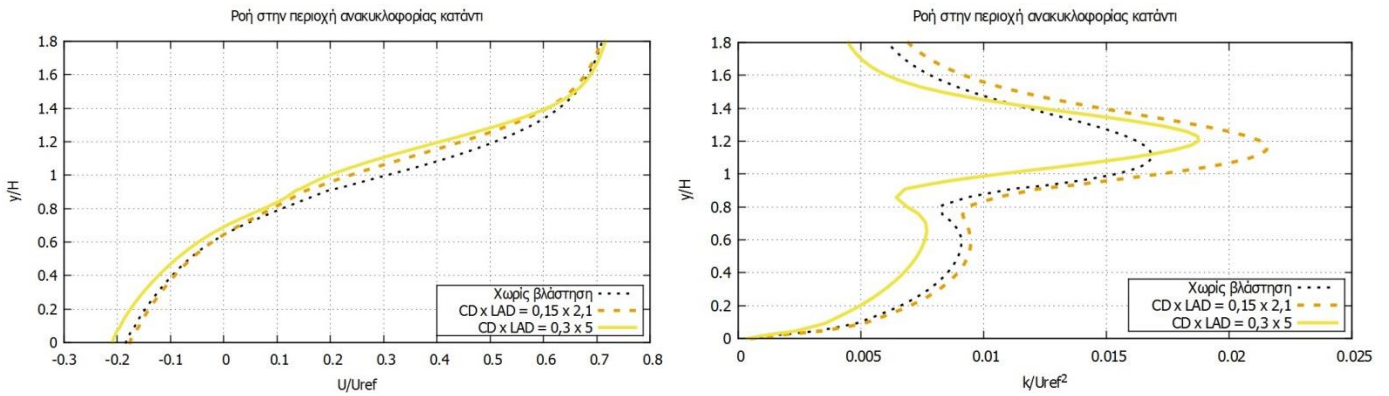 Ροή στην περιοχή ανακυκλοφορίας κατάντι
1.8
1.6
1.4
1.2
1
0.8
0.6
0.4
0.2
0
y/H
Χωρίς βλάστηση
CD x LAD = 0,15 x 2,1
CD x LAD = 0,3 x 5
-0.3 -0.2 -0.1 0 0.1 0.2 0.3 0.4 0.5 0.6 0.7 0.8
U/Uref
Ροή στην περιοχή ανακυκλοφορίας κατάντι
1.8
1.6
1.4
1.2
1
0.8
0.6
0.4
0.2
0
y/H
Χωρίς βλάστηση
CD x LAD = 0,15 x 2,1
CD x LAD = 0,3 x 5
0 0.005 0.01 0.015 0.02 0.025
k/Uref²